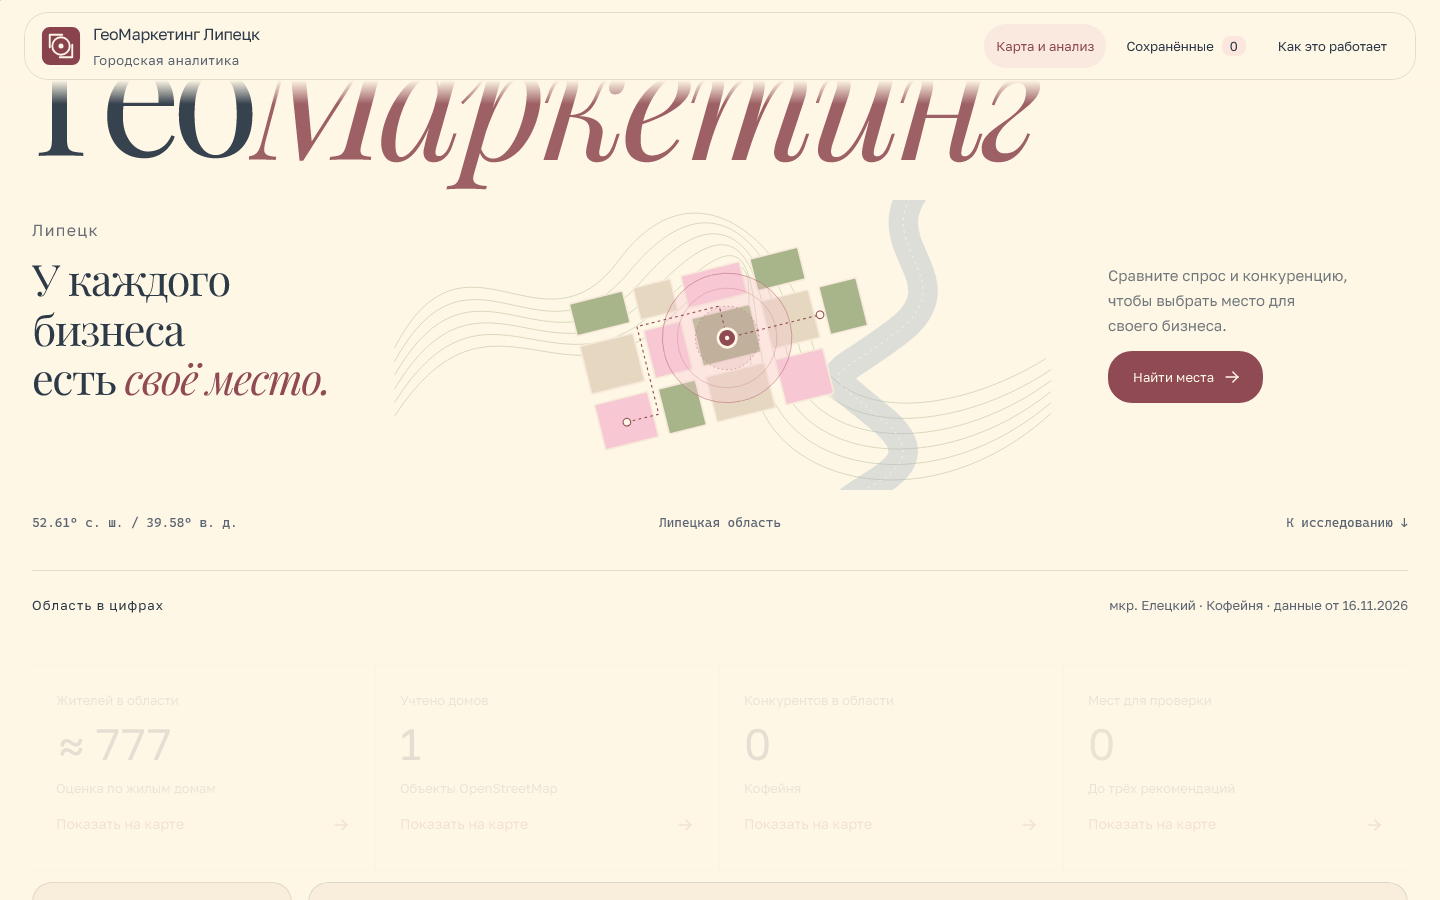 ГеоМаркетинг Липецк
Городская аналитика
Карта и анализ
Сохранённые 0
Как это работает
ГеоМаркетинг
Липецк
У каждого
бизнеса
есть своё место.
Сравните спрос и конкуренцию,
чтобы выбрать место для
своего бизнеса.
Найти места →
52.61° с. ш. / 39.58° в. д.
Липецкая область
К исследованию ↓
Область в цифрах
мкр. Елецкий · Кофейня · данные от 16.11.2026
Жителей в области
≈ 777
Оценка по жилым домам
Показать на карте →
Учтено домов
1
Объекты OpenStreetMap
Показать на карте →
Конкурентов в области
0
Кофейня
Показать на карте →
Мест для проверки
0
До трёх рекомендаций
Показать на карте →